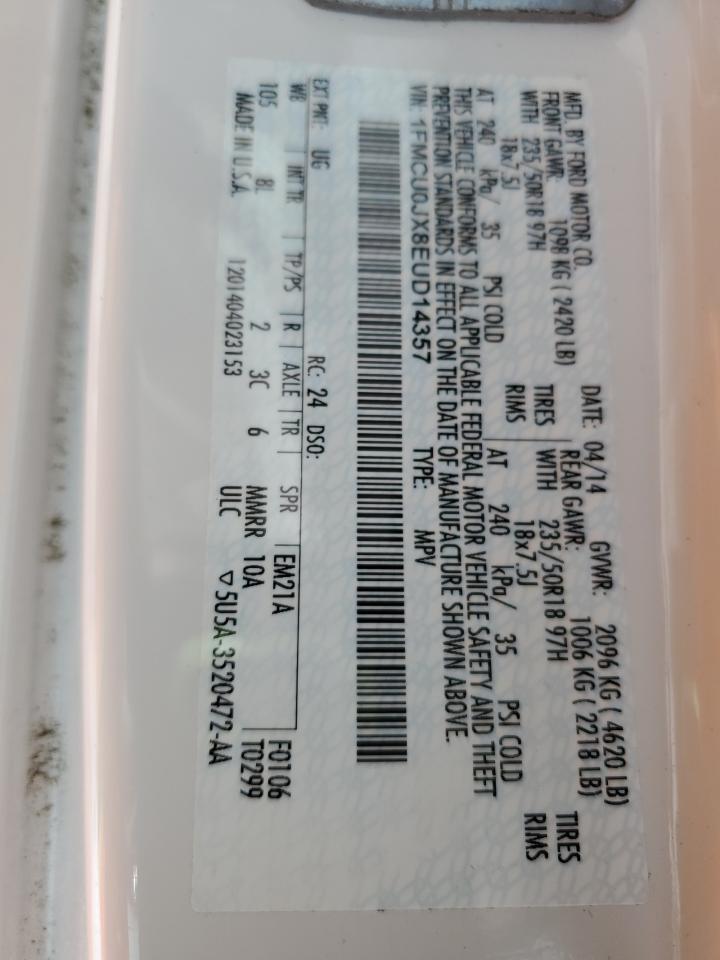 MFD. BY FORD MOTOR CO. DATE: 04/14 GVWR: 2096 KG ( 4620 LB)
FRONT GAWR: 1098 KG ( 2420 LB) REAR GAWR: 1006 KG ( 2218 LB)
WITH 235/50R18 97H TIRES WITH 235/50R18 97H TIRES
18x7.5J RIMS 18x7.5J RIMS
AT 240 kPa/ 35 PSI COLD AT 240 kPa/ 35 PSI COLD
THIS VEHICLE CONFORMS TO ALL APPLICABLE FEDERAL MOTOR VEHICLE SAFETY AND THEFT
PREVENTION STANDARDS IN EFFECT ON THE DATE OF MANUFACTURE SHOWN ABOVE.
VIN: 1FMCU0JX8EUD14357 TYPE: MPV
EXT PNT: UG RC: 24 DSO:
WB | INT TR | TP/PS | R | AXLE | TR | SPR | EM21A F0106
105 8L 2 3C 6 MMRR 10A T0299
MADE IN U.S.A. 1201404023153 ULC ▽5U5A-3520472-AA